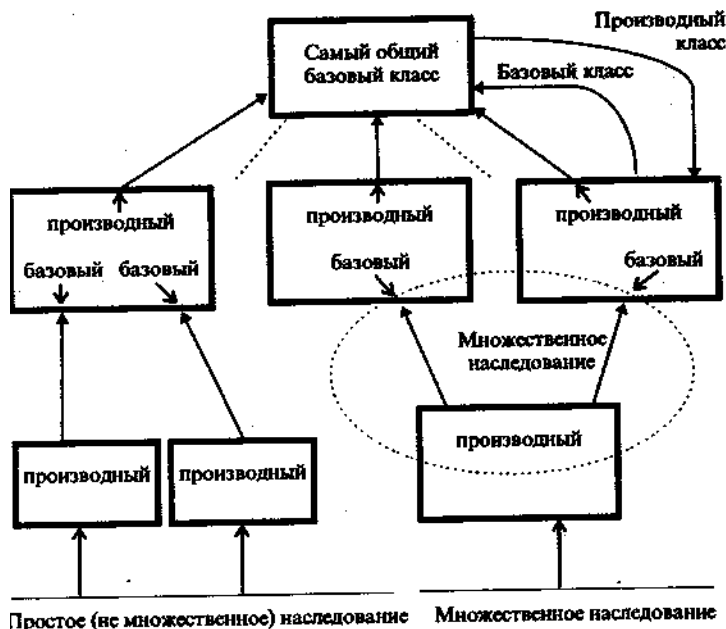 Производный
класс
Самый общий
базовый класс
Базовый класс
производный
базовый базовый
производный
базовый
производный
базовый
Множественное
наследование
производный
производный
производный
Простое (не множественное) наследование
Множественное наследование